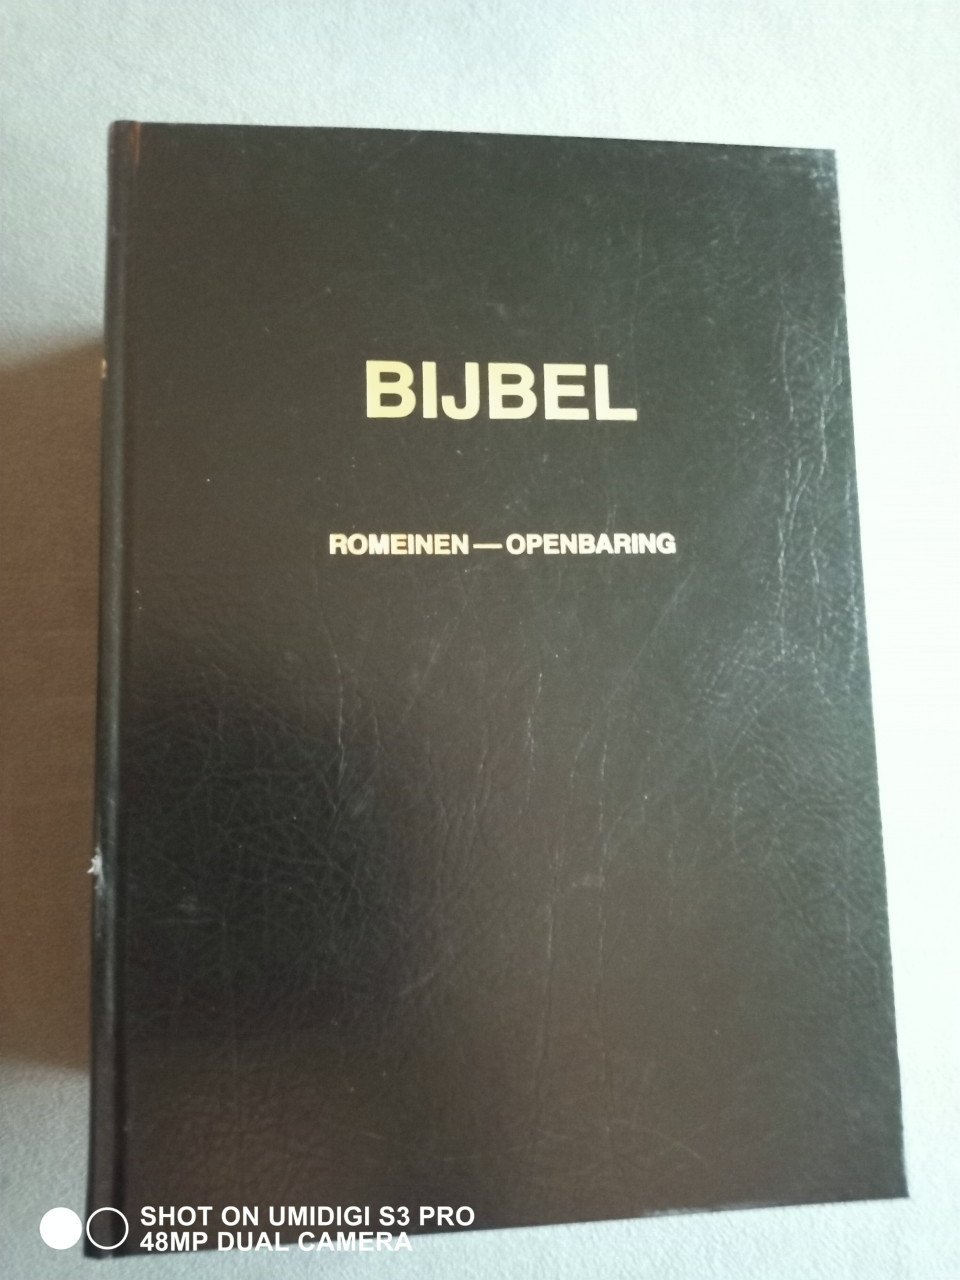 BIJBEL
ROMEINEN — OPENBARING
SHOT ON UMIDIGI S3 PRO
48MP DUAL CAMERA